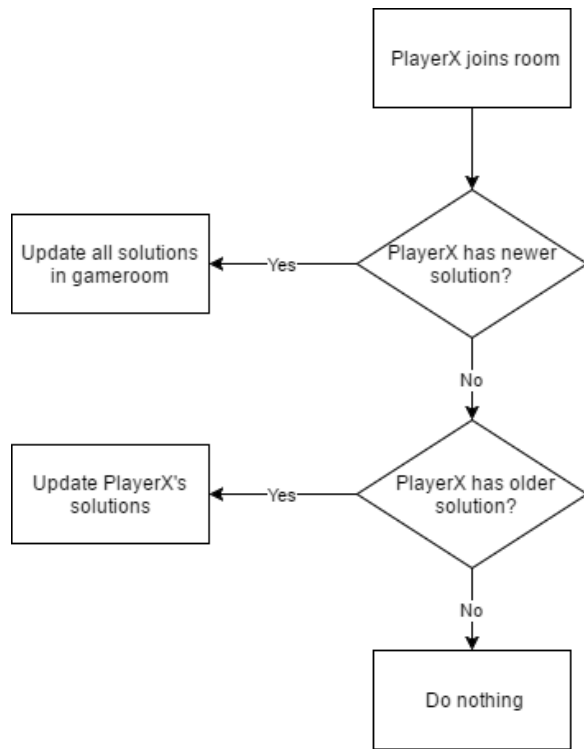 PlayerX joins room
PlayerX has newer
solution?
Yes
Update all solutions
in gameroom
No
PlayerX has older
solution?
Yes
Update PlayerX's
solutions
No
Do nothing